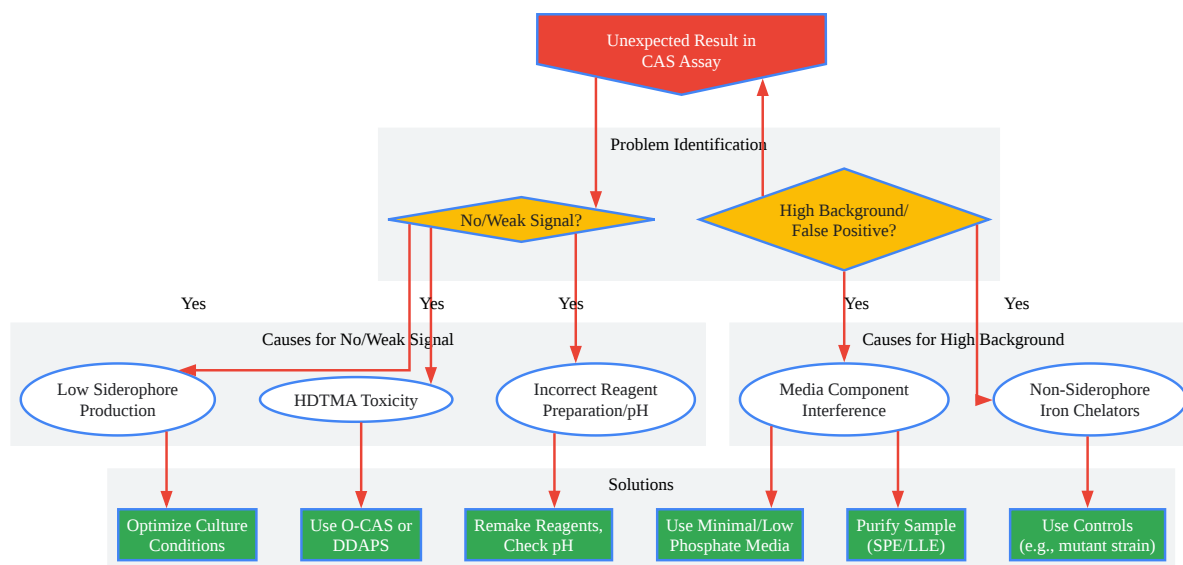 Unexpected Result in
CAS Assay
Problem Identification
No/Weak Signal?
High Background/
False Positive?
Yes
Yes
Yes
Yes
Yes
Causes for No/Weak Signal
Causes for High Background
Low Siderophore
Production
HDTMA Toxicity
Incorrect Reagent
Preparation/pH
Media Component
Interference
Non-Siderophore
Iron Chelators
Solutions
Optimize Culture
Conditions
Use O-CAS or
DDAPS
Remake Reagents,
Check pH
Use Minimal/Low
Phosphate Media
Purify Sample
(SPE/LLE)
Use Controls
(e.g., mutant strain)